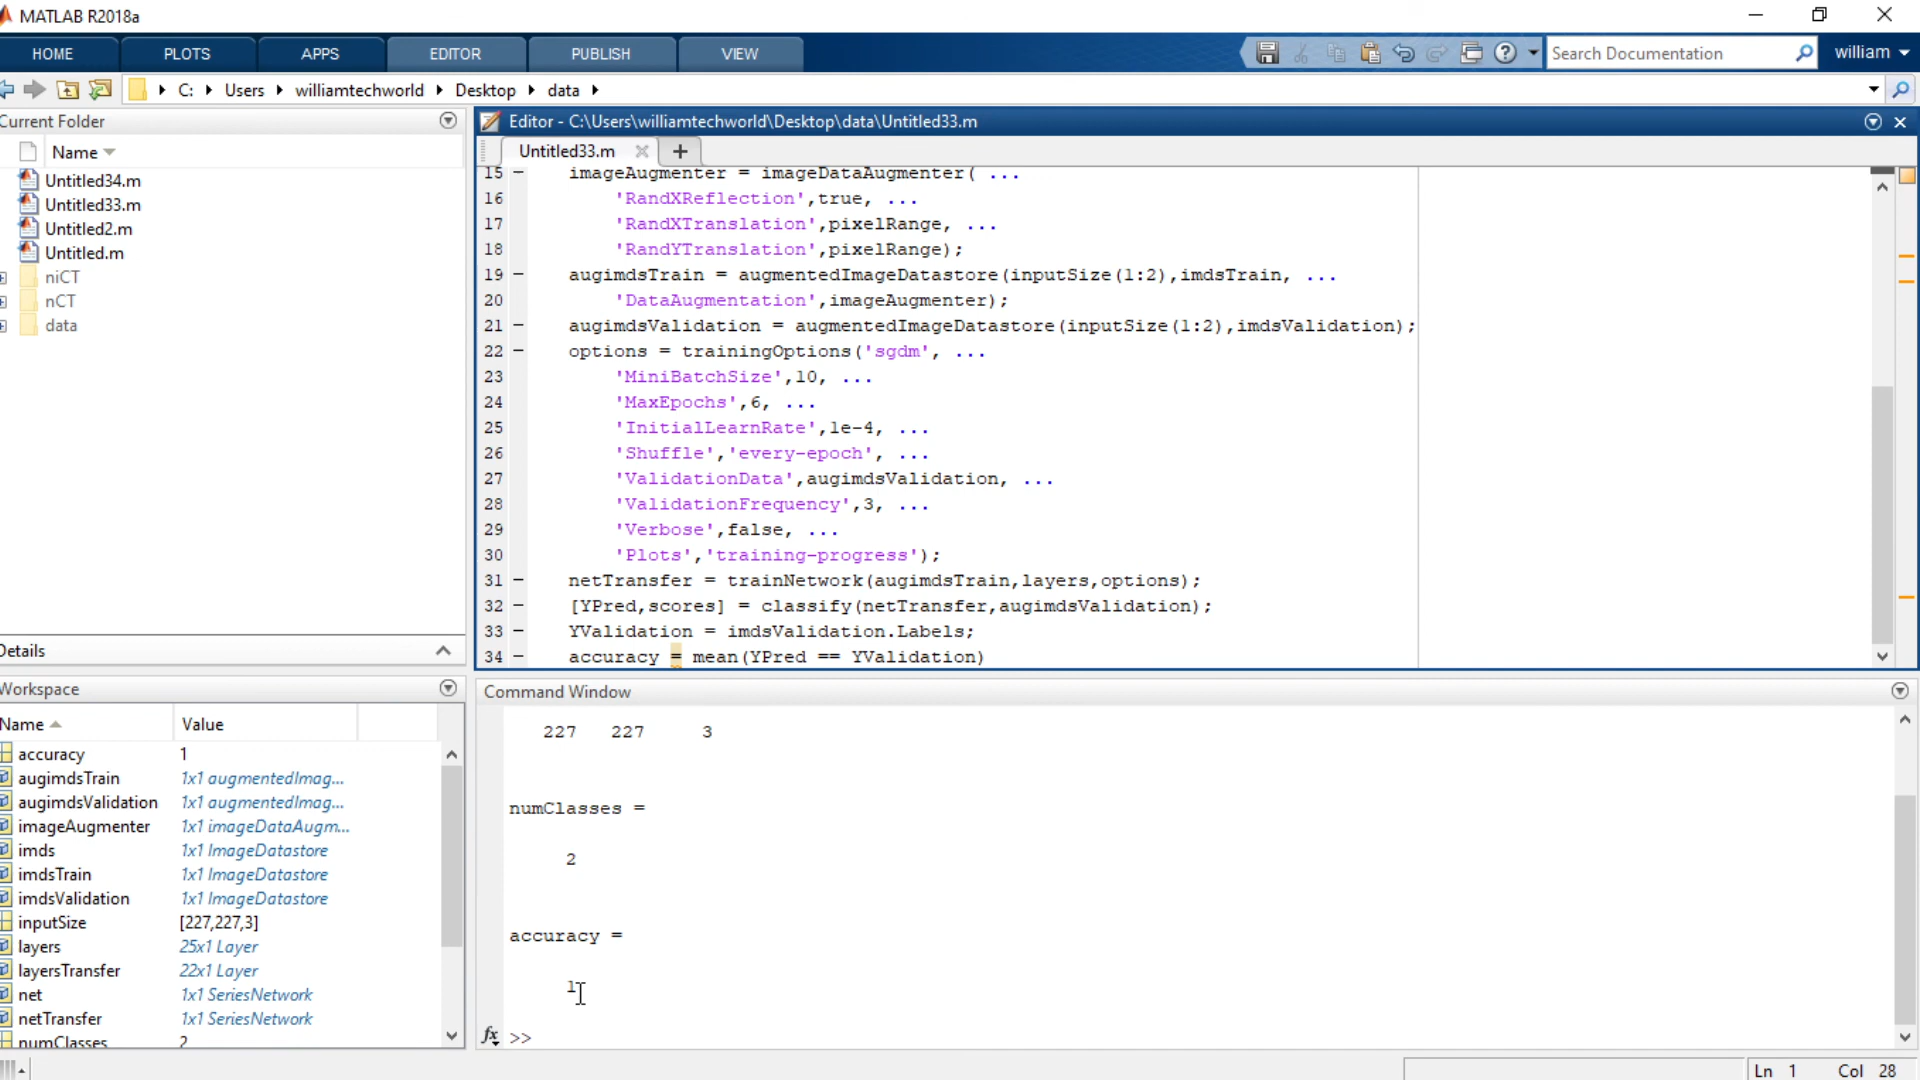 MATLAB R2018a
HOME PLOTS APPS EDITOR PUBLISH VIEW
Search Documentation
william
C: Users williamtechworld Desktop data
Current Folder
Name
Untitled34.m
Untitled33.m
Untitled2.m
Untitled.m
niCT
nCT
data
Details
Workspace
Name Value
accuracy 1
augimdsTrain 1x1 augmentedImag...
augimdsValidation 1x1 augmentedImag...
imageAugmenter 1x1 imageDataAugm...
imds 1x1 ImageDatastore
imdsTrain 1x1 ImageDatastore
imdsValidation 1x1 ImageDatastore
inputSize [227,227,3]
layers 25x1 Layer
layersTransfer 22x1 Layer
net 1x1 SeriesNetwork
netTransfer 1x1 SeriesNetwork
numClasses 2
Editor - C:\Users\williamtechworld\Desktop\data\Untitled33.m
Untitled33.m
15 imageAugmenter = imageDataAugmenter( ...
16 'RandXReflection',true, ...
17 'RandXTranslation',pixelRange, ...
18 'RandYTranslation',pixelRange);
19 augimdsTrain = augmentedImageDatastore(inputSize(1:2),imdsTrain, ...
20 'DataAugmentation',imageAugmenter);
21 augimdsValidation = augmentedImageDatastore(inputSize(1:2),imdsValidation);
22 options = trainingOptions('sgdm', ...
23 'MiniBatchSize',10, ...
24 'MaxEpochs',6, ...
25 'InitialLearnRate',1e-4, ...
26 'Shuffle','every-epoch', ...
27 'ValidationData',augimdsValidation, ...
28 'ValidationFrequency',3, ...
29 'Verbose',false, ...
30 'Plots','training-progress');
31 netTransfer = trainNetwork(augimdsTrain,layers,options);
32 [YPred,scores] = classify(netTransfer,augimdsValidation);
33 YValidation = imdsValidation.Labels;
34 accuracy = mean(YPred == YValidation)
Command Window
227 227 3
numClasses =
2
accuracy =
1
fx >>
Ln 1 Col 28